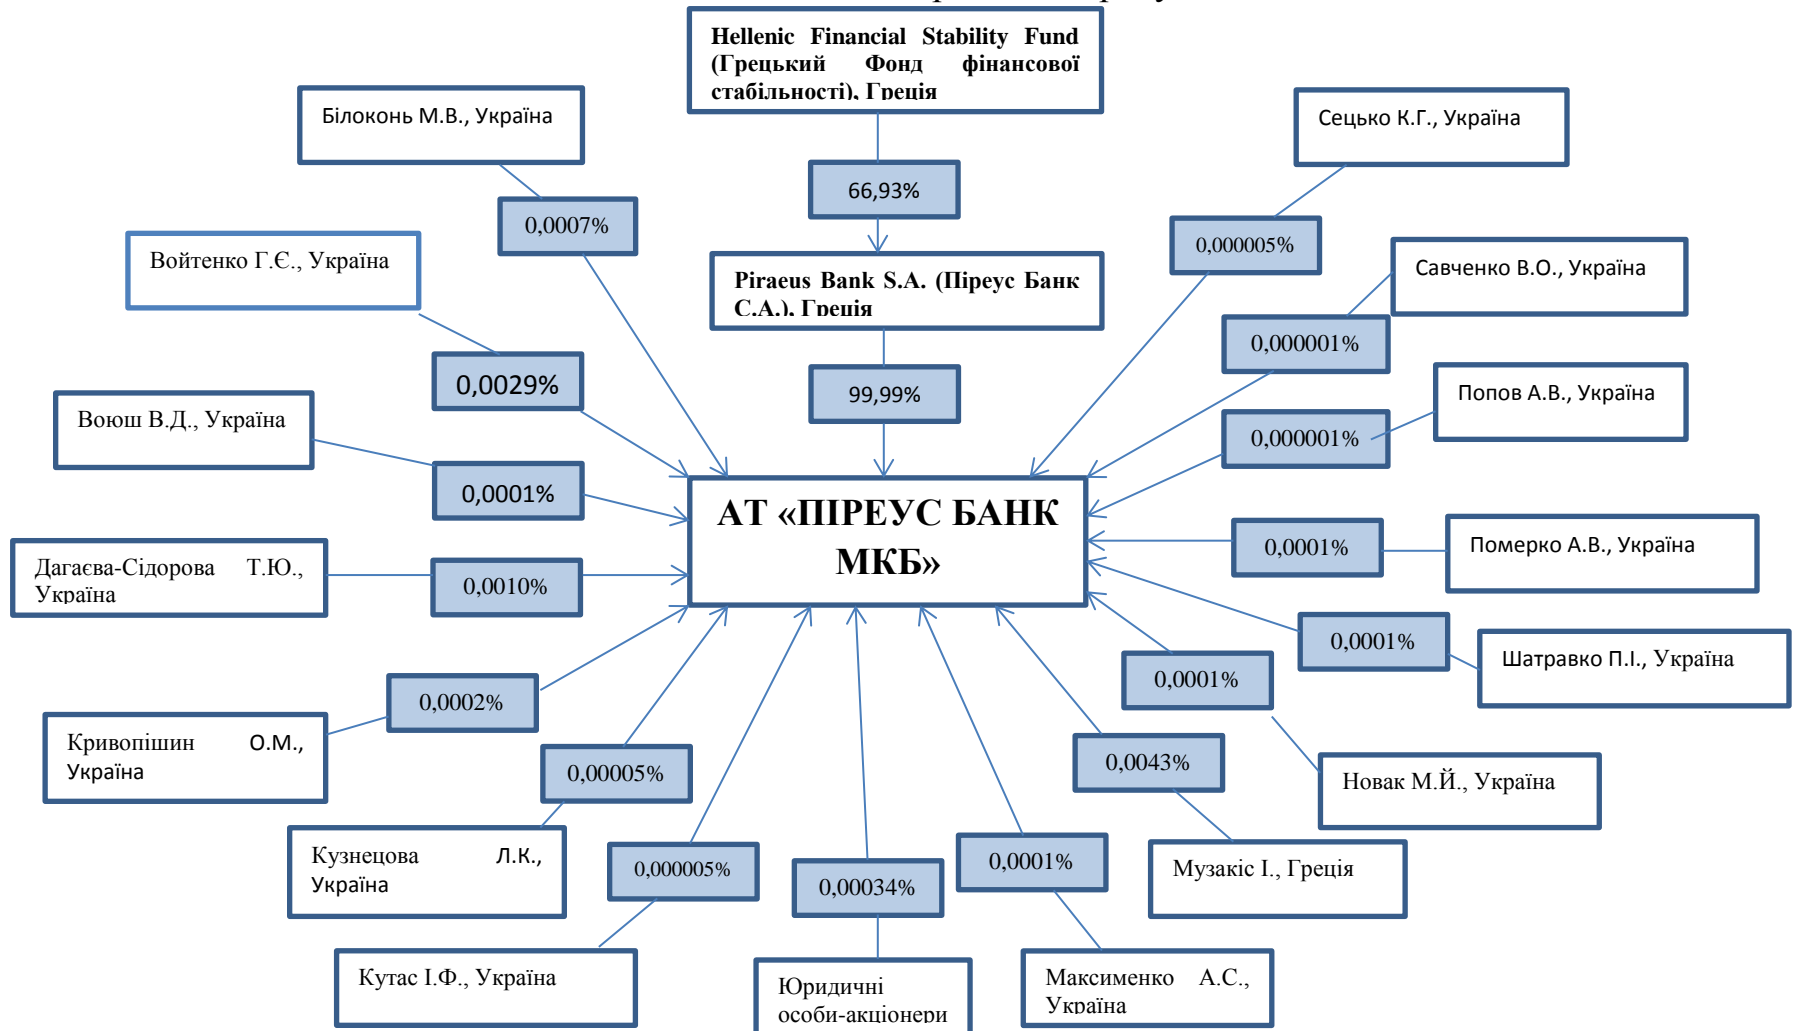 Hellenic Financial Stability Fund
(Грецький Фонд фінансової
стабільності), Греція
Білоконь М.В., Україна
Сецько К.Г., Україна
66,93%
0,0007%
0,000005%
Войтенко Г.Є., Україна
Piraeus Bank S.A. (Піреус Банк
С.А.), Греція
Савченко В.О., Україна
0,000001%
0,0029%
99,99%
Попов А.В., Україна
Воюш В.Д., Україна
0,000001%
0,0001%
АТ «ПІРЕУС БАНК
МКБ»
0,0001%
Померко А.В., Україна
Дагаєва-Сідорова Т.Ю.,
Україна
0,0010%
0,0001%
Шатравко П.І., Україна
0,0001%
0,0002%
Кривопішин О.М.,
Україна
0,00005%
0,0043%
Новак М.Й., Україна
Кузнецова Л.К.,
Україна
0,000005%
0,00034%
0,0001%
Музакіс І., Греція
Кутас І.Ф., Україна
Юридичні
особи-акціонери
Максименко А.С.,
Україна